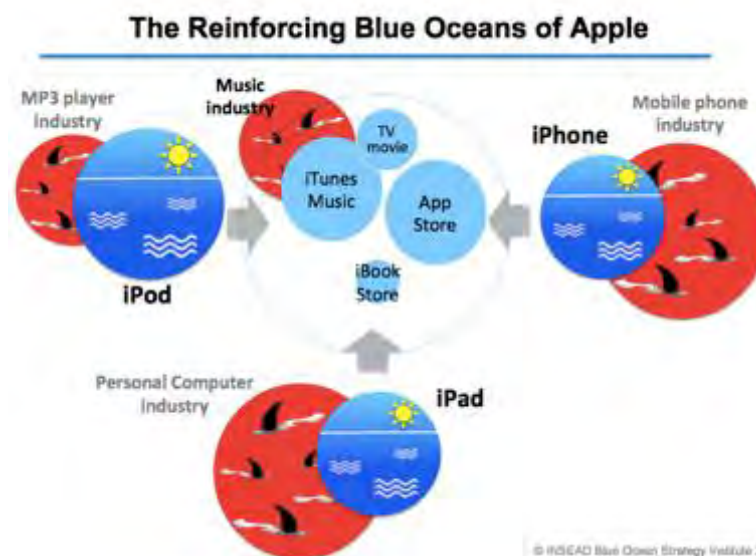 The Reinforcing Blue Oceans of Apple
MP3 player
industry
iPod
Music
industry
TV
movie
iTunes
Music
App
Store
iBook
Store
iPhone
Mobile phone
industry
Personal Computer
industry
iPad
© INSEAD Blue Ocean Strategy Institute